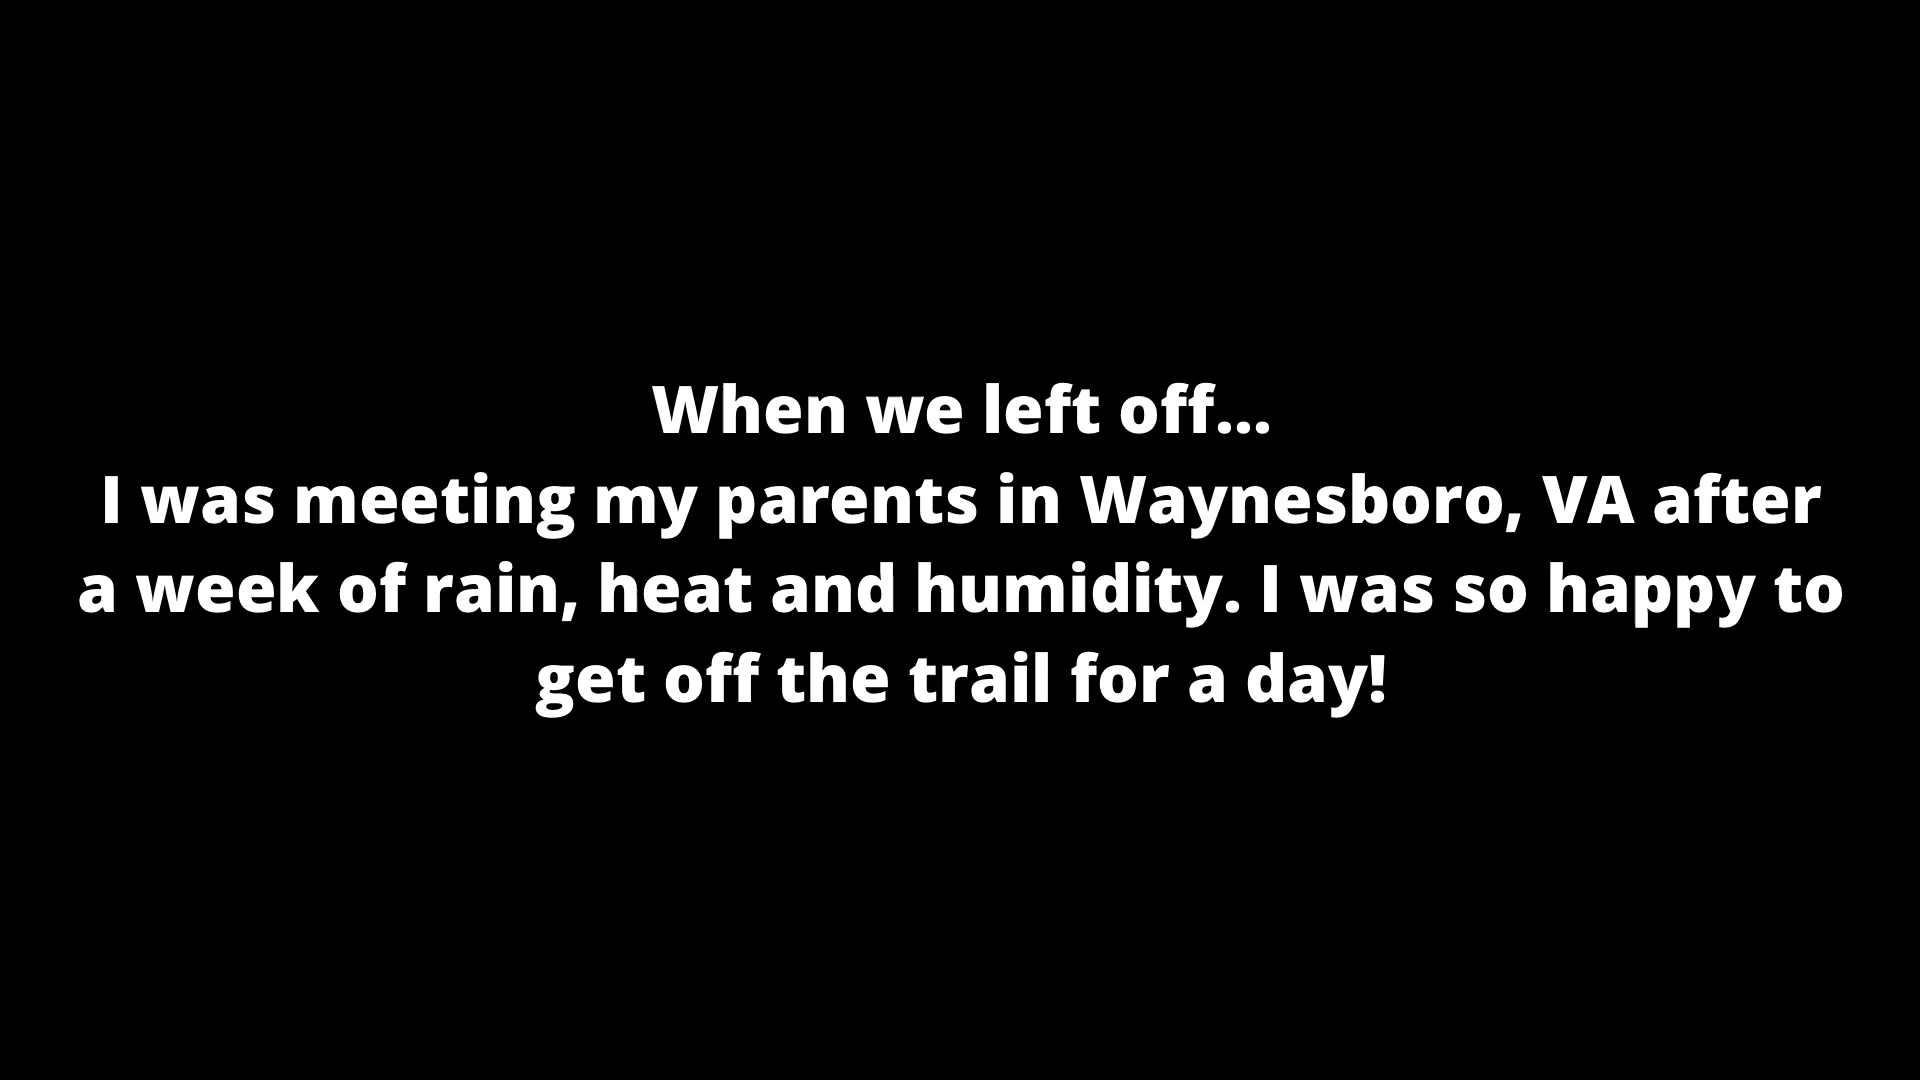 When we left off...
I was meeting my parents in Waynesboro, VA after
a week of rain, heat and humidity. I was so happy to
get off the trail for a day!